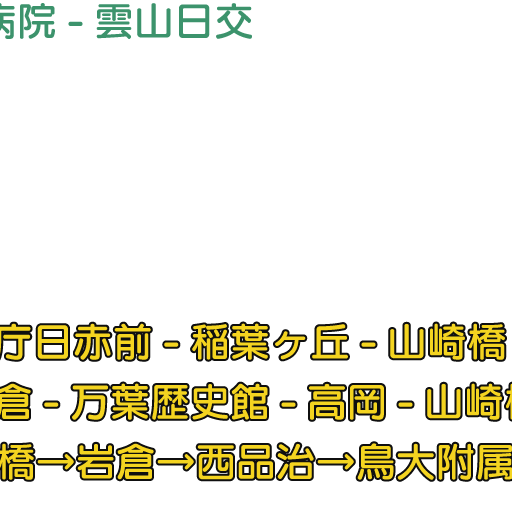 病院 - 雲山日交
庁日赤前 - 稲葉ヶ丘 - 山崎橋
倉 - 万葉歴史館 - 高岡 - 山崎橋
橋→岩倉→西品治→鳥大附属